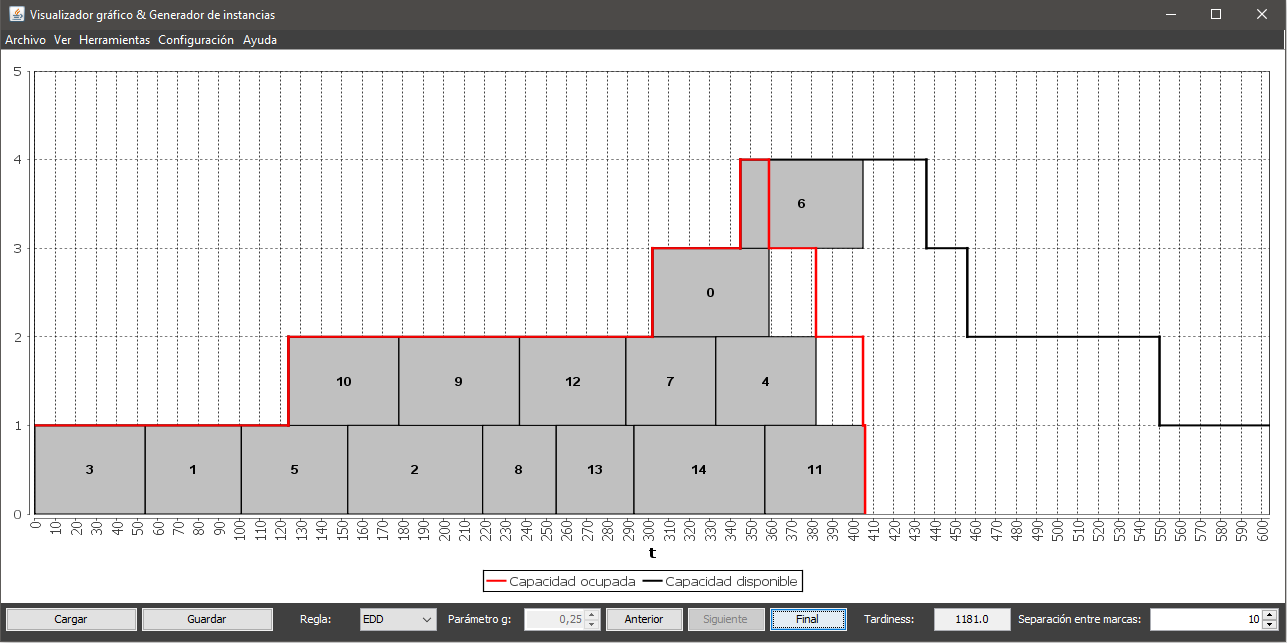 Visualizador gráfico & Generador de instancias
Archivo Ver Herramientas Configuración Ayuda
5
4
6
3
0
2
10 9 12 7 4
1
3 1 5 2 8 13 14 11
0
0 10 20 30 40 50 60 70 80 90 100 110 120 130 140 150 160 170 180 190 200 210 220 230 240 250 260 270 280 290 300 310 320 330 340 350 360 370 380 390 400 410 420 430 440 450 460 470 480 490 500 510 520 530 540 550 560 570 580 590 600
t
Capacidad ocupada Capacidad disponible
Cargar Guardar Regla: EDD Parámetro g: 0,25 Anterior Siguiente Final Tardiness: 1181.0 Separación entre marcas: 10